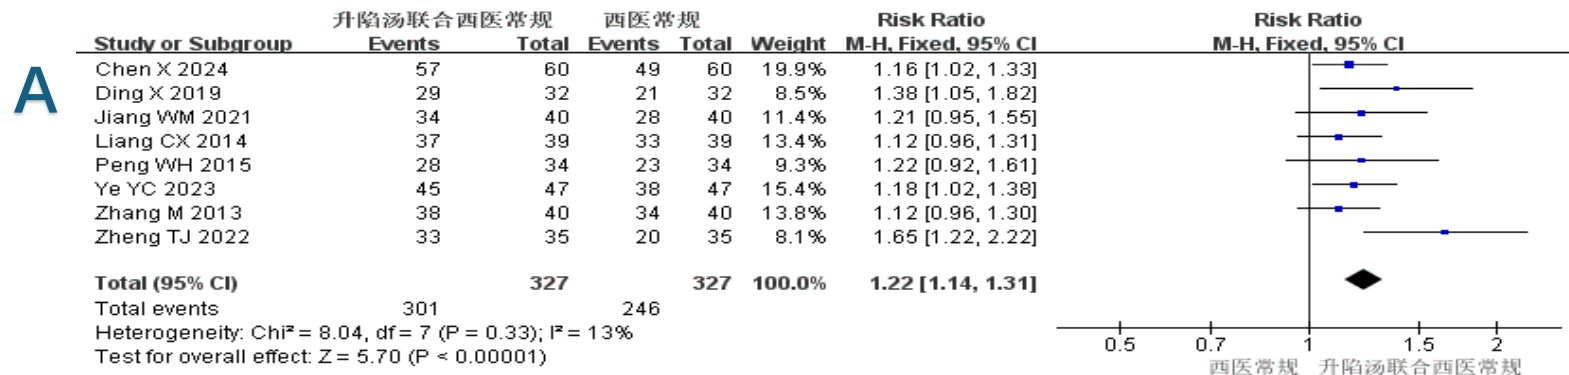 升陷汤联合西医常规 西医常规 Risk Ratio Risk Ratio
Study or Subgroup Events Total Events Total Weight M-H, Fixed, 95% CI M-H, Fixed, 95% CI
A
Chen X 2024 57 60 49 60 19.9% 1.16 [1.02, 1.33]
Ding X 2019 29 32 21 32 8.5% 1.38 [1.05, 1.82]
Jiang WM 2021 34 40 28 40 11.4% 1.21 [0.95, 1.55]
Liang CX 2014 37 39 33 39 13.4% 1.12 [0.96, 1.31]
Peng WH 2015 28 34 23 34 9.3% 1.22 [0.92, 1.61]
Ye YC 2023 45 47 38 47 15.4% 1.18 [1.02, 1.38]
Zhang M 2013 38 40 34 40 13.8% 1.12 [0.96, 1.30]
Zheng TJ 2022 33 35 20 35 8.1% 1.65 [1.22, 2.22]
Total (95% CI) 327 327 100.0% 1.22 [1.14, 1.31]
Total events 301 246
Heterogeneity: Chi² = 8.04, df = 7 (P = 0.33); I² = 13%
Test for overall effect: Z = 5.70 (P < 0.00001)
0.5 0.7 1 1.5 2
西医常规 升陷汤联合西医常规